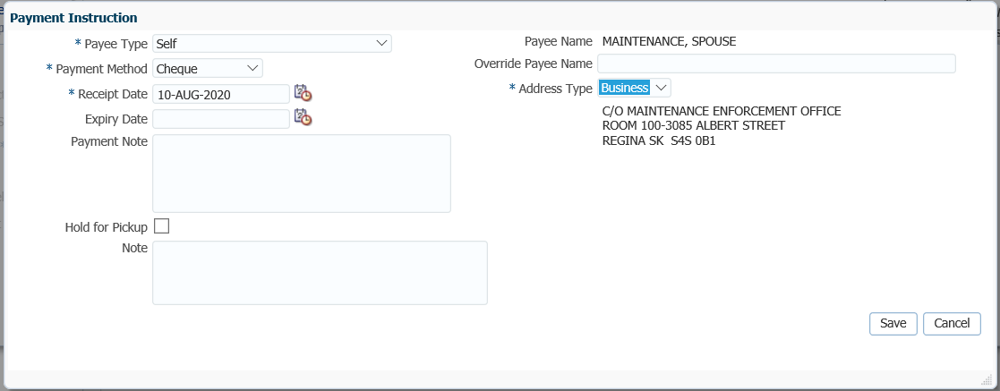 Payment Instruction
* Payee Type Self
* Payment Method Cheque
* Receipt Date 10-AUG-2020
Expiry Date
Payment Note
Hold for Pickup
Note
Payee Name MAINTENANCE, SPOUSE
Override Payee Name
* Address Type Business
C/O MAINTENANCE ENFORCEMENT OFFICE
ROOM 100-3085 ALBERT STREET
REGINA SK S4S 0B1
Save Cancel